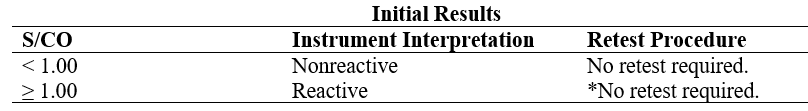 Initial Results
S/CO Instrument Interpretation Retest Procedure
< 1.00 Nonreactive No retest required.
≥ 1.00 Reactive *No retest required.